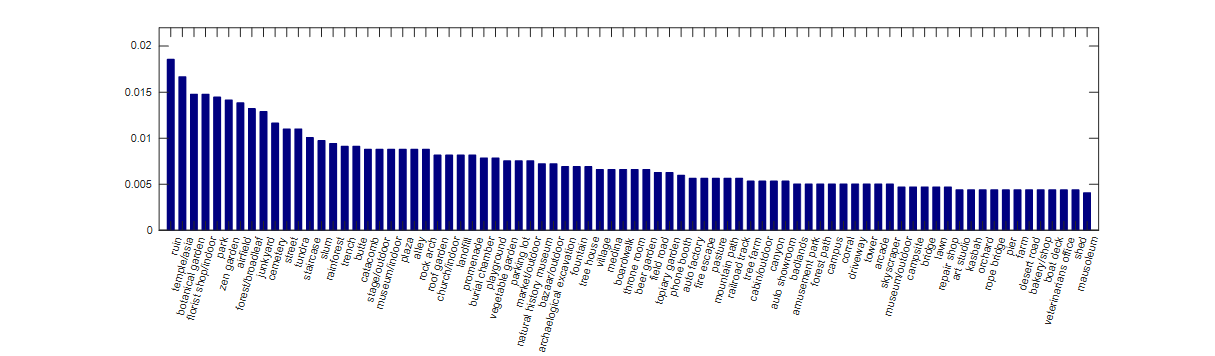 0.02
0.015
0.01
0.005
0
ruin
temple/asia
botanical garden
florist shop/indoor
park
zen garden
airfield
forest/broadleaf
junkyard
cemetery
street
tundra
staircase
slum
rainforest
trench
butte
catacomb
stage/outdoor
museum/indoor
plaza
alley
rock arch
roof garden
church/indoor
landfill
promenade
burial chamber
playground
vegetable garden
parking lot
market/outdoor
natural history museum
bazaar/outdoor
archaelogical excavation
fountain
tree house
village
medina
boardwalk
throne room
beer garden
field road
topiary garden
phone booth
auto factory
fire escape
pasture
mountain path
railroad track
tree farm
cabin/outdoor
canyon
auto showroom
badlands
amusement park
forest path
campus
corral
driveway
tower
arcade
skyscraper
museum/outdoor
campsite
bridge
lawn
repair shop
art studio
kasbah
orchard
rope bridge
pier
farm
desert road
bakery/shop
boat deck
veterinarians office
shed
mausoleum